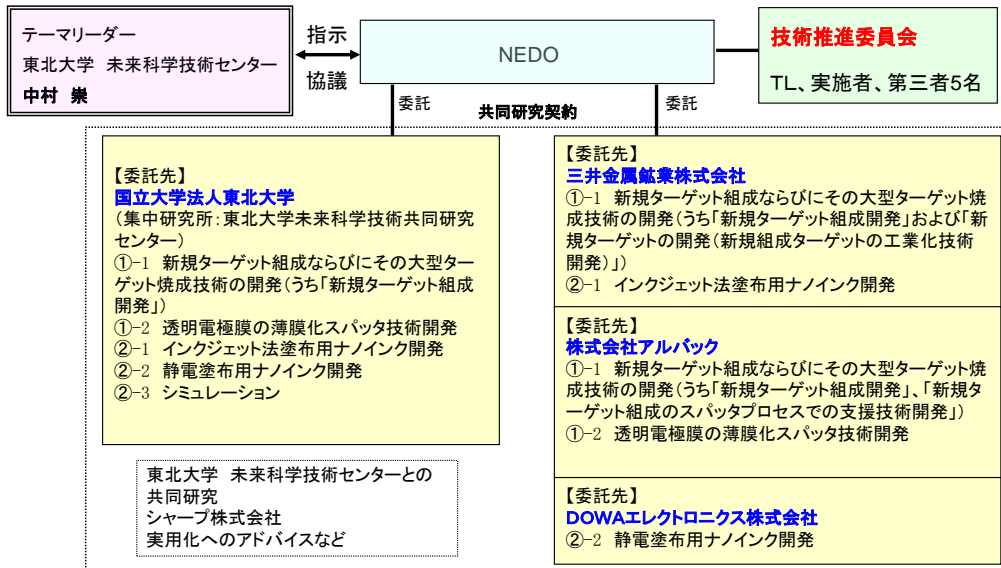 テーマリーダー
東北大学 未来科学技術センター
中村 崇
指示
協議
NEDO
技術推進委員会
TL、実施者、第三者5名
委託
共同研究契約
委託
【委託先】
国立大学法人東北大学
(集中研究所:東北大学未来科学技術共同研究
センター)
①-1 新規ターゲット組成ならびにその大型ター
ゲット焼成技術の開発(うち「新規ターゲット組成
開発」)
①-2 透明電極膜の薄膜化スパッタ技術開発
②-1 インクジェット法塗布用ナノインク開発
②-2 静電塗布用ナノインク開発
②-3 シミュレーション
東北大学 未来科学技術センターとの
共同研究
シャープ株式会社
実用化へのアドバイスなど
【委託先】
三井金属鉱業株式会社
①-1 新規ターゲット組成ならびにその大型ターゲット焼
成技術の開発(うち「新規ターゲット組成開発」および「新
規ターゲットの開発(新規組成ターゲットの工業化技術
開発)」)
②-1 インクジェット法塗布用ナノインク開発
【委託先】
株式会社アルバック
①-1 新規ターゲット組成ならびにその大型ターゲット焼
成技術の開発(うち「新規ターゲット組成開発」、「新規タ
ーゲット組成のスパッタプロセスでの支援技術開発」)
①-2 透明電極膜の薄膜化スパッタ技術開発
【委託先】
DOWAエレクトロニクス株式会社
②-2 静電塗布用ナノインク開発